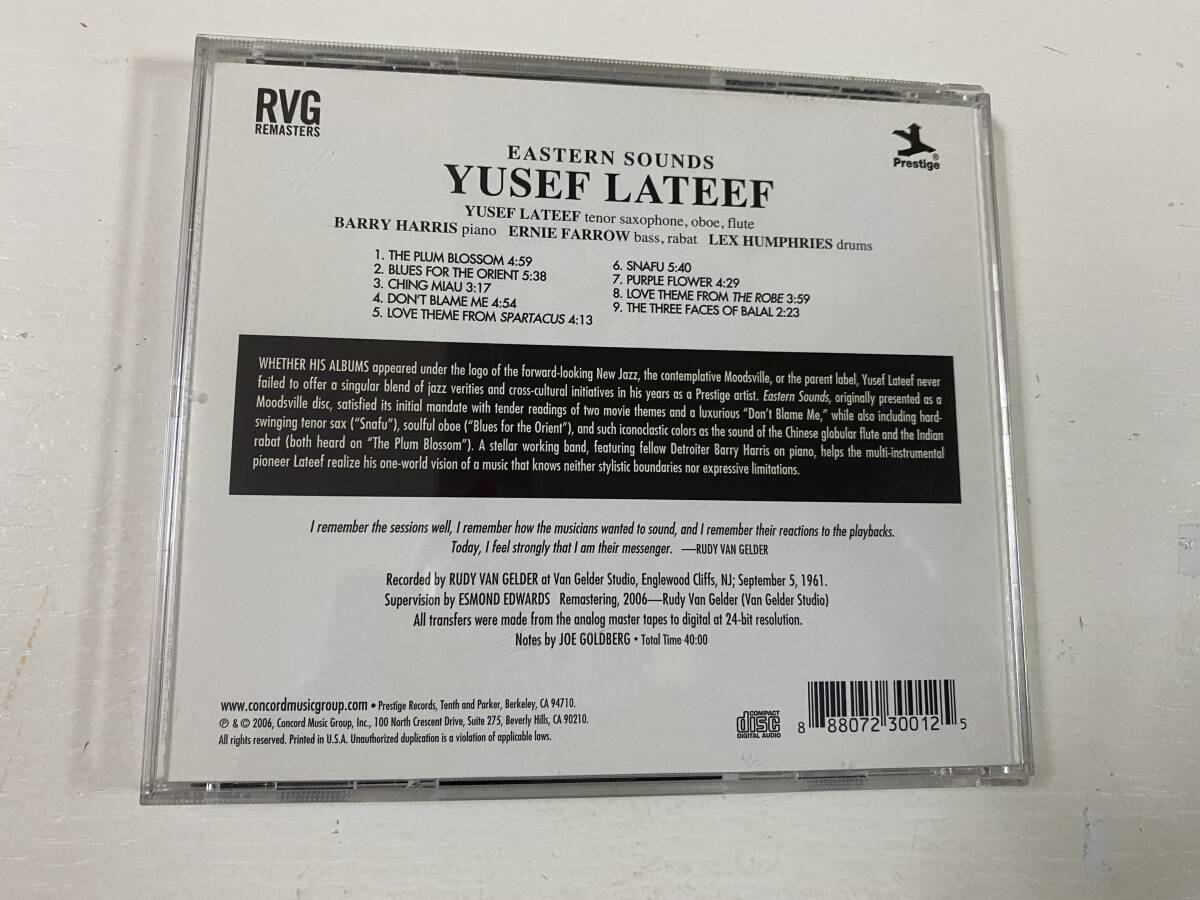 RVG
REMASTERS
Prestige®
EASTERN SOUNDS
YUSEF LATEEF
YUSEF LATEEF tenor saxophone, oboe, flute
BARRY HARRIS piano ERNIE FARROW bass, rabat LEX HUMPHRIES drums
1. THE PLUM BLOSSOM 4:59
2. BLUES FOR THE ORIENT 5:38
3. CHING MIAU 3:17
4. DON'T BLAME ME 4:54
5. LOVE THEME FROM SPARTACUS 4:13
6. SNAFU 5:40
7. PURPLE FLOWER 4:29
8. LOVE THEME FROM THE ROBE 3:59
9. THE THREE FACES OF BALAL 2:23
WHETHER HIS ALBUMS appeared under the logo of the forward-looking New Jazz, the contemplative Moodsville, or the parent label, Yusef Lateef never
failed to offer a singular blend of jazz verities and cross-cultural initiatives in his years as a Prestige artist. Eastern Sounds, originally presented as a
Moodsville disc, satisfied its initial mandate with tender readings of two movie themes and a luxurious “Don't Blame Me,” while also including hard-
swinging tenor sax (“Snafu”), soulful oboe (“Blues for the Orient”), and such iconoclastic colors as the sound of the Chinese globular flute and the Indian
rabat (both heard on “The Plum Blossom”). A stellar working band, featuring fellow Detroiter Barry Harris on piano, helps the multi-instrumental
pioneer Lateef realize his one-world vision of a music that knows neither stylistic boundaries nor expressive limitations.
I remember the sessions well, I remember how the musicians wanted to sound, and I remember their reactions to the playbacks.
Today, I feel strongly that I am their messenger. —RUDY VAN GELDER
Recorded by RUDY VAN GELDER at Van Gelder Studio, Englewood Cliffs, NJ; September 5, 1961.
Supervision by ESMOND EDWARDS Remastering, 2006—Rudy Van Gelder (Van Gelder Studio)
All transfers were made from the analog master tapes to digital at 24-bit resolution.
Notes by JOE GOLDBERG • Total Time 40:00
www.concordmusicgroup.com • Prestige Records, Tenth and Parker, Berkeley, CA 94710.
℗ & © 2006, Concord Music Group, Inc., 100 North Crescent Drive, Suite 275, Beverly Hills, CA 90210.
All rights reserved. Printed in U.S.A. Unauthorized duplication is a violation of applicable laws.
COMPACT
disc
DIGITAL AUDIO
8 88072 30012 5